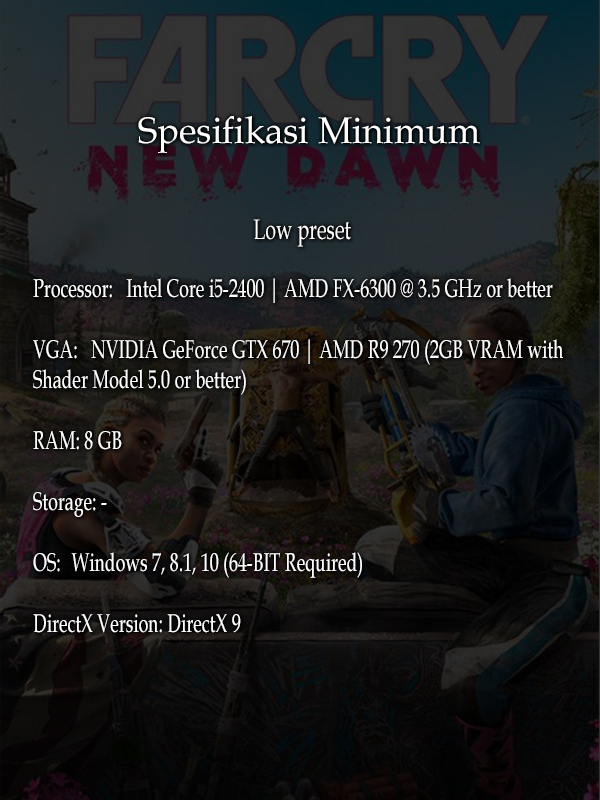 FARCRY
Spesifikasi Minimum
NEW DAWN
Low preset
Processor: Intel Core i5-2400 | AMD FX-6300 @ 3.5 GHz or better
VGA: NVIDIA GeForce GTX 670 | AMD R9 270 (2GB VRAM with
Shader Model 5.0 or better)
RAM: 8 GB
Storage: -
OS: Windows 7, 8.1, 10 (64-BIT Required)
DirectX Version: DirectX 9